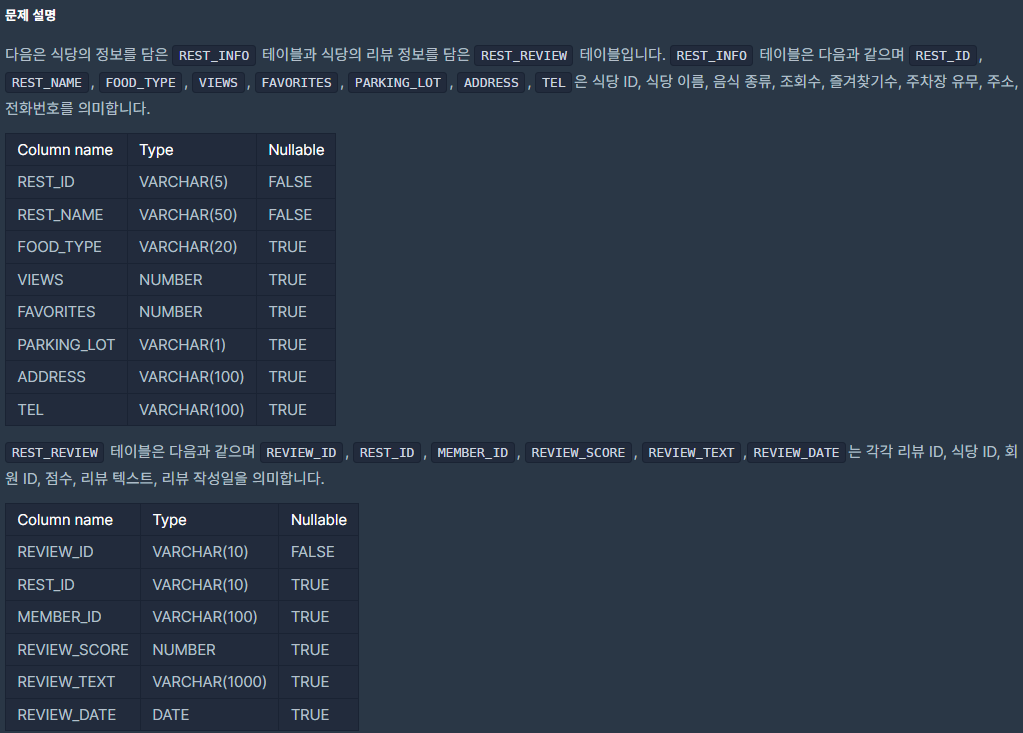 문제 설명
다음은 식당의 정보를 담은 REST_INFO 테이블과 식당의 리뷰 정보를 담은 REST_REVIEW 테이블입니다. REST_INFO 테이블은 다음과 같으며 REST_ID ,
REST_NAME , FOOD_TYPE , VIEWS , FAVORITES , PARKING_LOT , ADDRESS , TEL 은 식당 ID, 식당 이름, 음식 종류, 조회수, 즐겨찾기수, 주차장 유무, 주소,
전화번호를 의미합니다.
Column name Type Nullable
REST_ID VARCHAR(5) FALSE
REST_NAME VARCHAR(50) FALSE
FOOD_TYPE VARCHAR(20) TRUE
VIEWS NUMBER TRUE
FAVORITES NUMBER TRUE
PARKING_LOT VARCHAR(1) TRUE
ADDRESS VARCHAR(100) TRUE
TEL VARCHAR(100) TRUE
REST_REVIEW 테이블은 다음과 같으며 REVIEW_ID , REST_ID , MEMBER_ID , REVIEW_SCORE , REVIEW_TEXT ,REVIEW_DATE 는 각각 리뷰 ID, 식당 ID, 회
원 ID, 점수, 리뷰 텍스트, 리뷰 작성일을 의미합니다.
Column name Type Nullable
REVIEW_ID VARCHAR(10) FALSE
REST_ID VARCHAR(10) TRUE
MEMBER_ID VARCHAR(100) TRUE
REVIEW_SCORE NUMBER TRUE
REVIEW_TEXT VARCHAR(1000) TRUE
REVIEW_DATE DATE TRUE